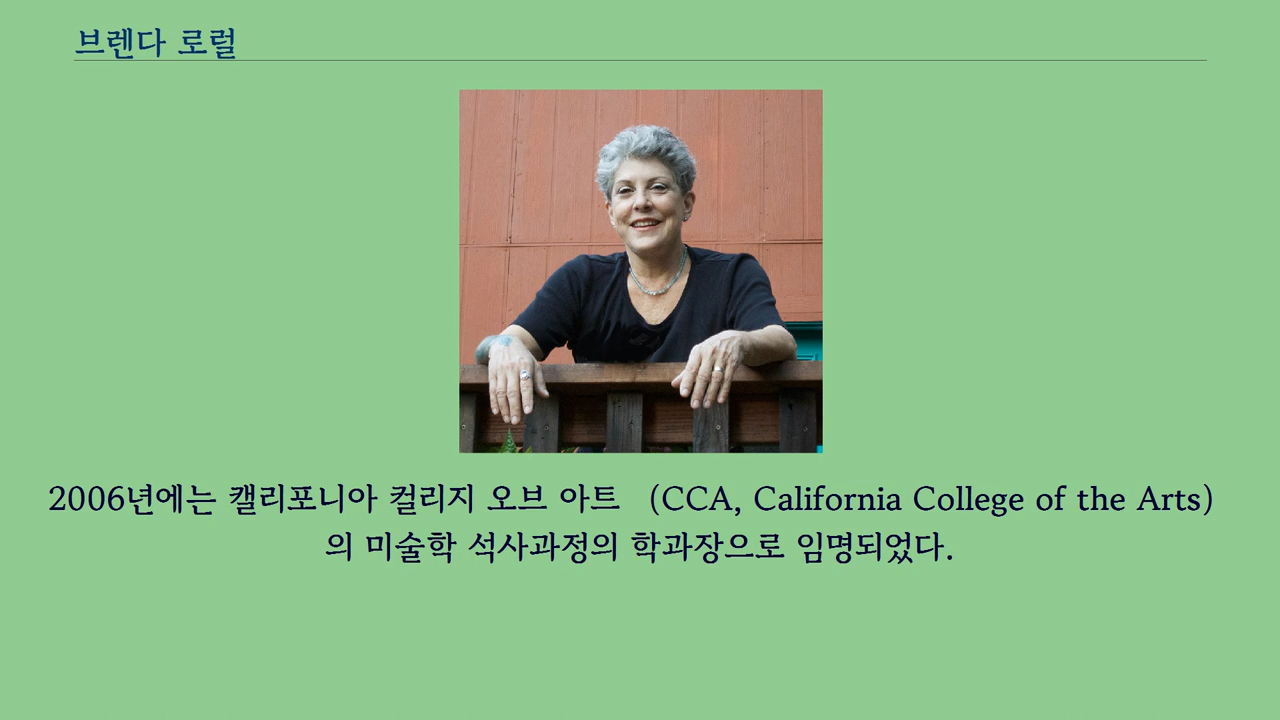 브렌다 로럴
2006년에는 캘리포니아 컬리지 오브 아트 (CCA, California College of the Arts)
의 미술학 석사과정의 학과장으로 임명되었다.